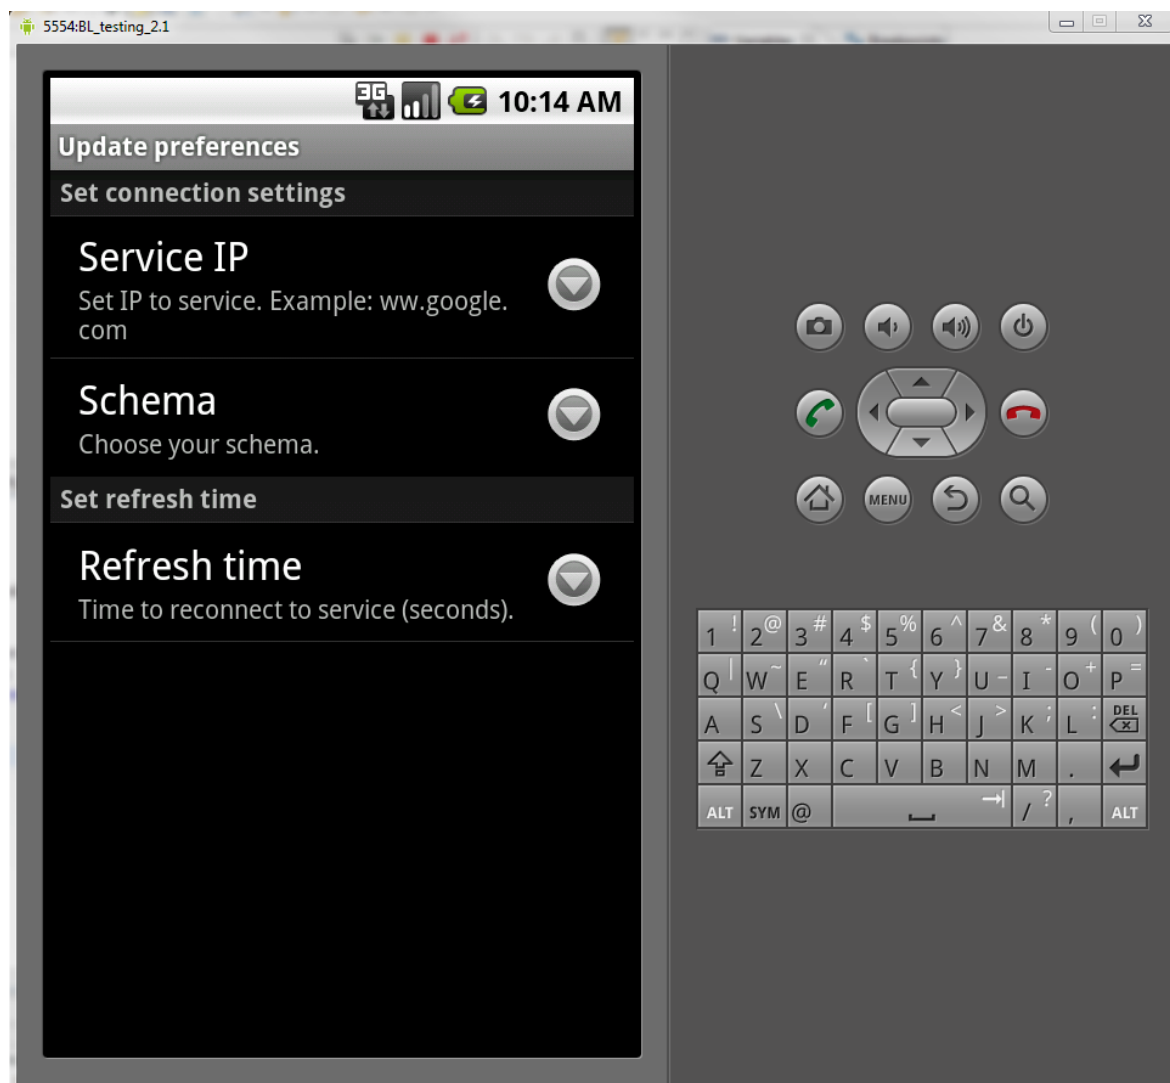 5554:BL_testing_2.1
3G
10:14 AM
Update preferences
Set connection settings
Service IP
Set IP to service. Example: ww.google.
com
Schema
Choose your schema.
Set refresh time
Refresh time
Time to reconnect to service (seconds).
MENU
1 ! 2 @ 3 # 4 $ 5 % 6 ^ 7 & 8 * 9 ( 0 )
Q | W ~ E " R ` T { Y } U _ I - O + P =
A S \ D ' F [ G ] H < J > K ; L : DEL
Z X C V B N M .
ALT SYM @ / ? , ALT